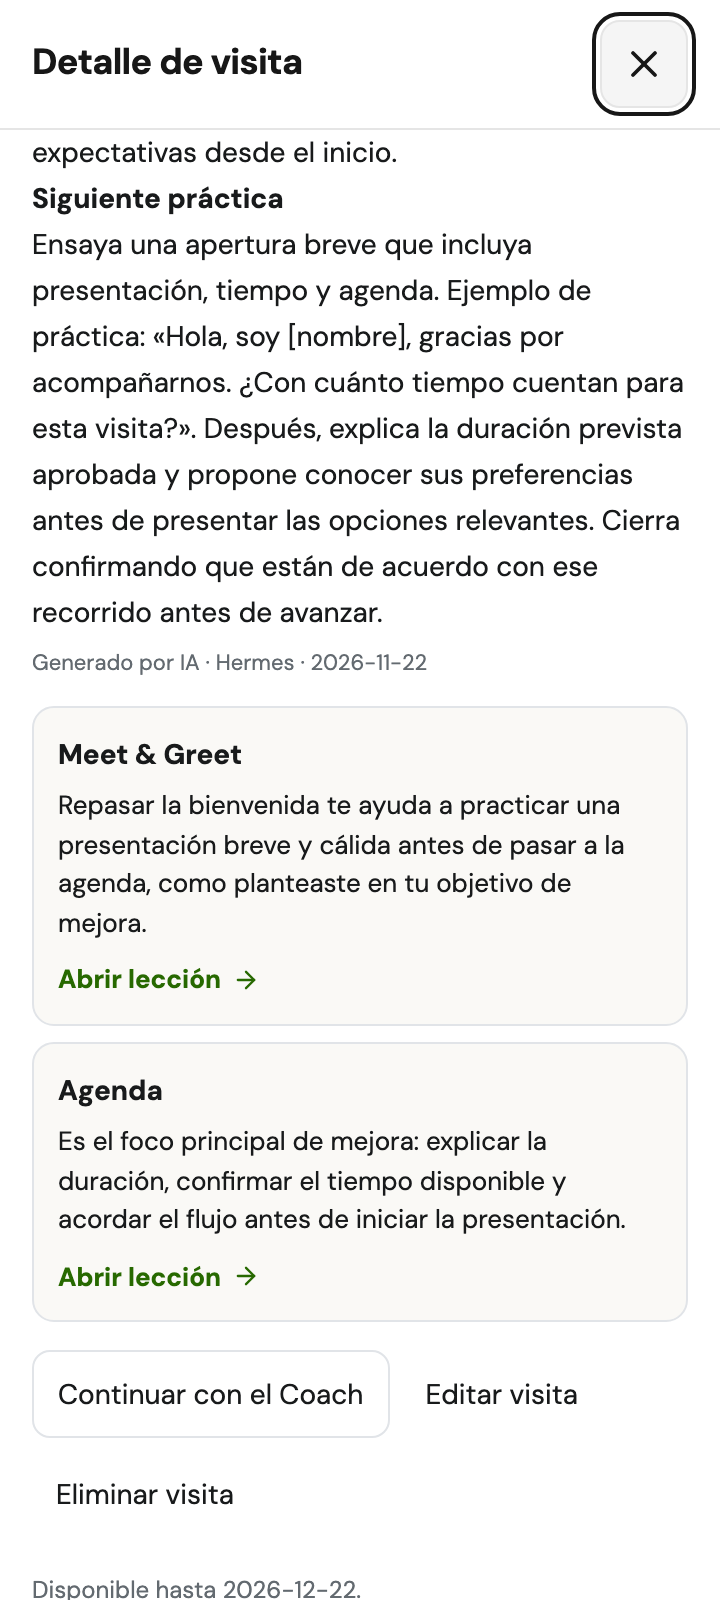 Detalle de visita
expectativas desde el inicio.
Siguiente práctica
Ensaya una apertura breve que incluya
presentación, tiempo y agenda. Ejemplo de
práctica: «Hola, soy [nombre], gracias por
acompañarnos. ¿Con cuánto tiempo cuentan para
esta visita?». Después, explica la duración prevista
aprobada y propone conocer sus preferencias
antes de presentar las opciones relevantes. Cierra
confirmando que están de acuerdo con ese
recorrido antes de avanzar.
Generado por IA · Hermes · 2026-11-22
Meet & Greet
Repasar la bienvenida te ayuda a practicar una
presentación breve y cálida antes de pasar a la
agenda, como planteaste en tu objetivo de
mejora.
Abrir lección →
Agenda
Es el foco principal de mejora: explicar la
duración, confirmar el tiempo disponible y
acordar el flujo antes de iniciar la presentación.
Abrir lección →
Continuar con el Coach
Editar visita
Eliminar visita
Disponible hasta 2026-12-22.